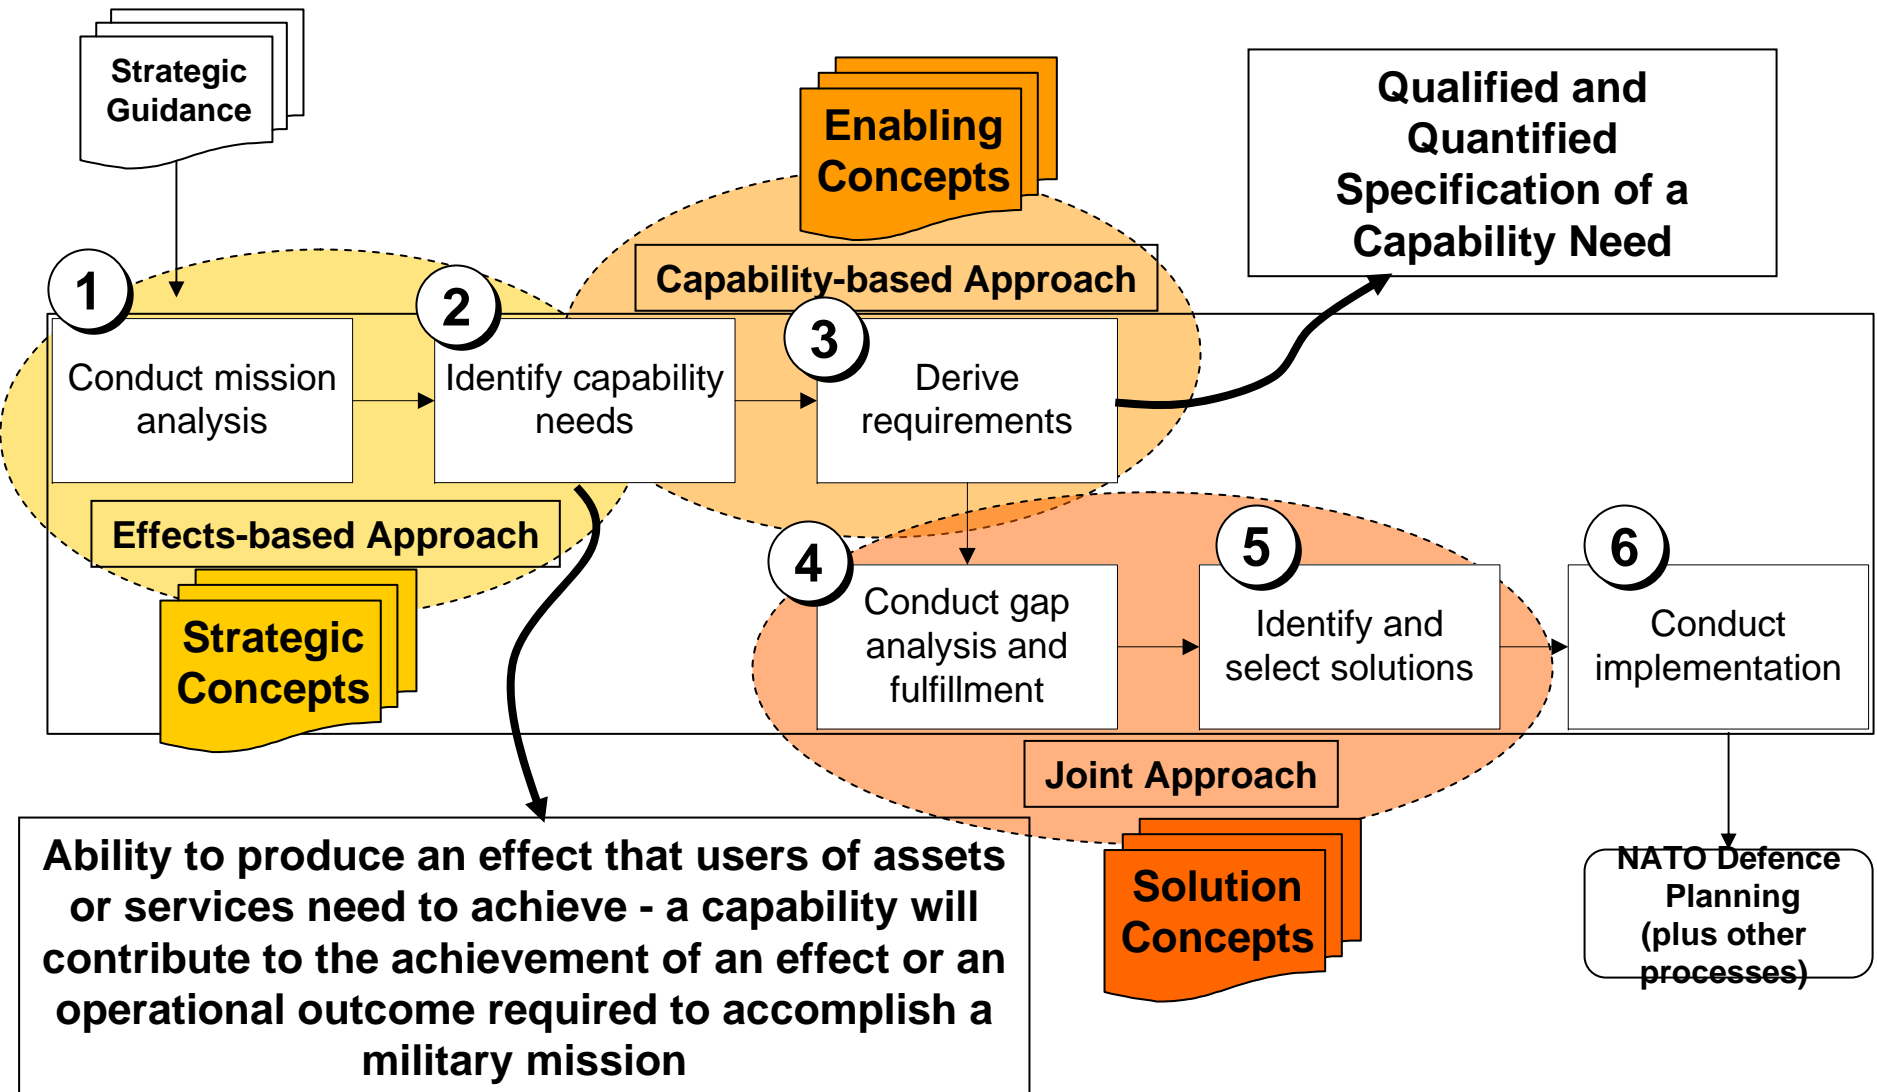 Strategic
Guidance
Enabling
Concepts
Qualified and
Quantified
Specification of a
Capability Need
Capability-based Approach
1
2
3
Conduct mission
analysis
Identify capability
needs
Derive
requirements
Effects-based Approach
4
5
6
Strategic
Concepts
Conduct gap
analysis and
fulfillment
Identify and
select solutions
Conduct
implementation
Joint Approach
Ability to produce an effect that users of assets
or services need to achieve - a capability will
contribute to the achievement of an effect or an
operational outcome required to accomplish a
military mission
Solution
Concepts
NATO Defence
Planning
(plus other
processes)